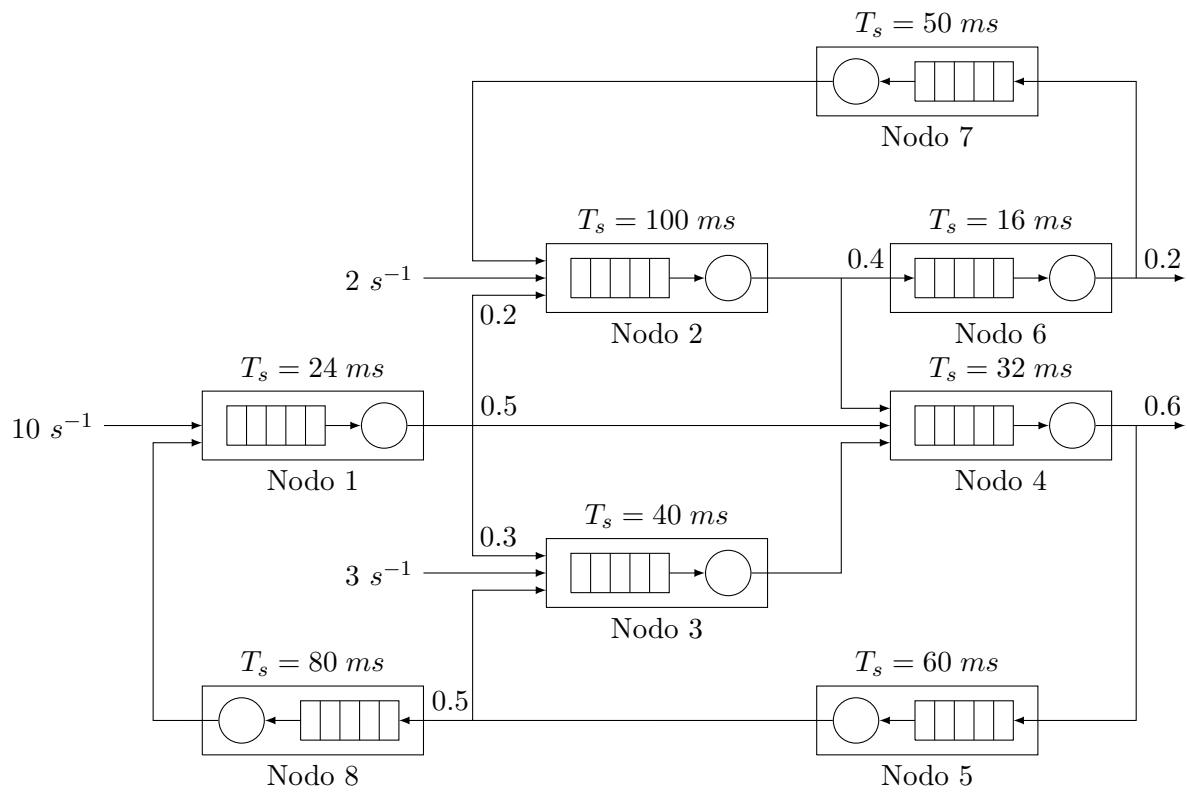 T_s = 50 ms
Nodo 7
T_s = 100 ms
T_s = 16 ms
2 s⁻¹
0.4
0.2
0.2
Nodo 2
Nodo 6
T_s = 24 ms
T_s = 32 ms
10 s⁻¹
0.5
0.6
Nodo 1
Nodo 4
T_s = 40 ms
0.3
3 s⁻¹
Nodo 3
T_s = 80 ms
T_s = 60 ms
0.5
Nodo 8
Nodo 5